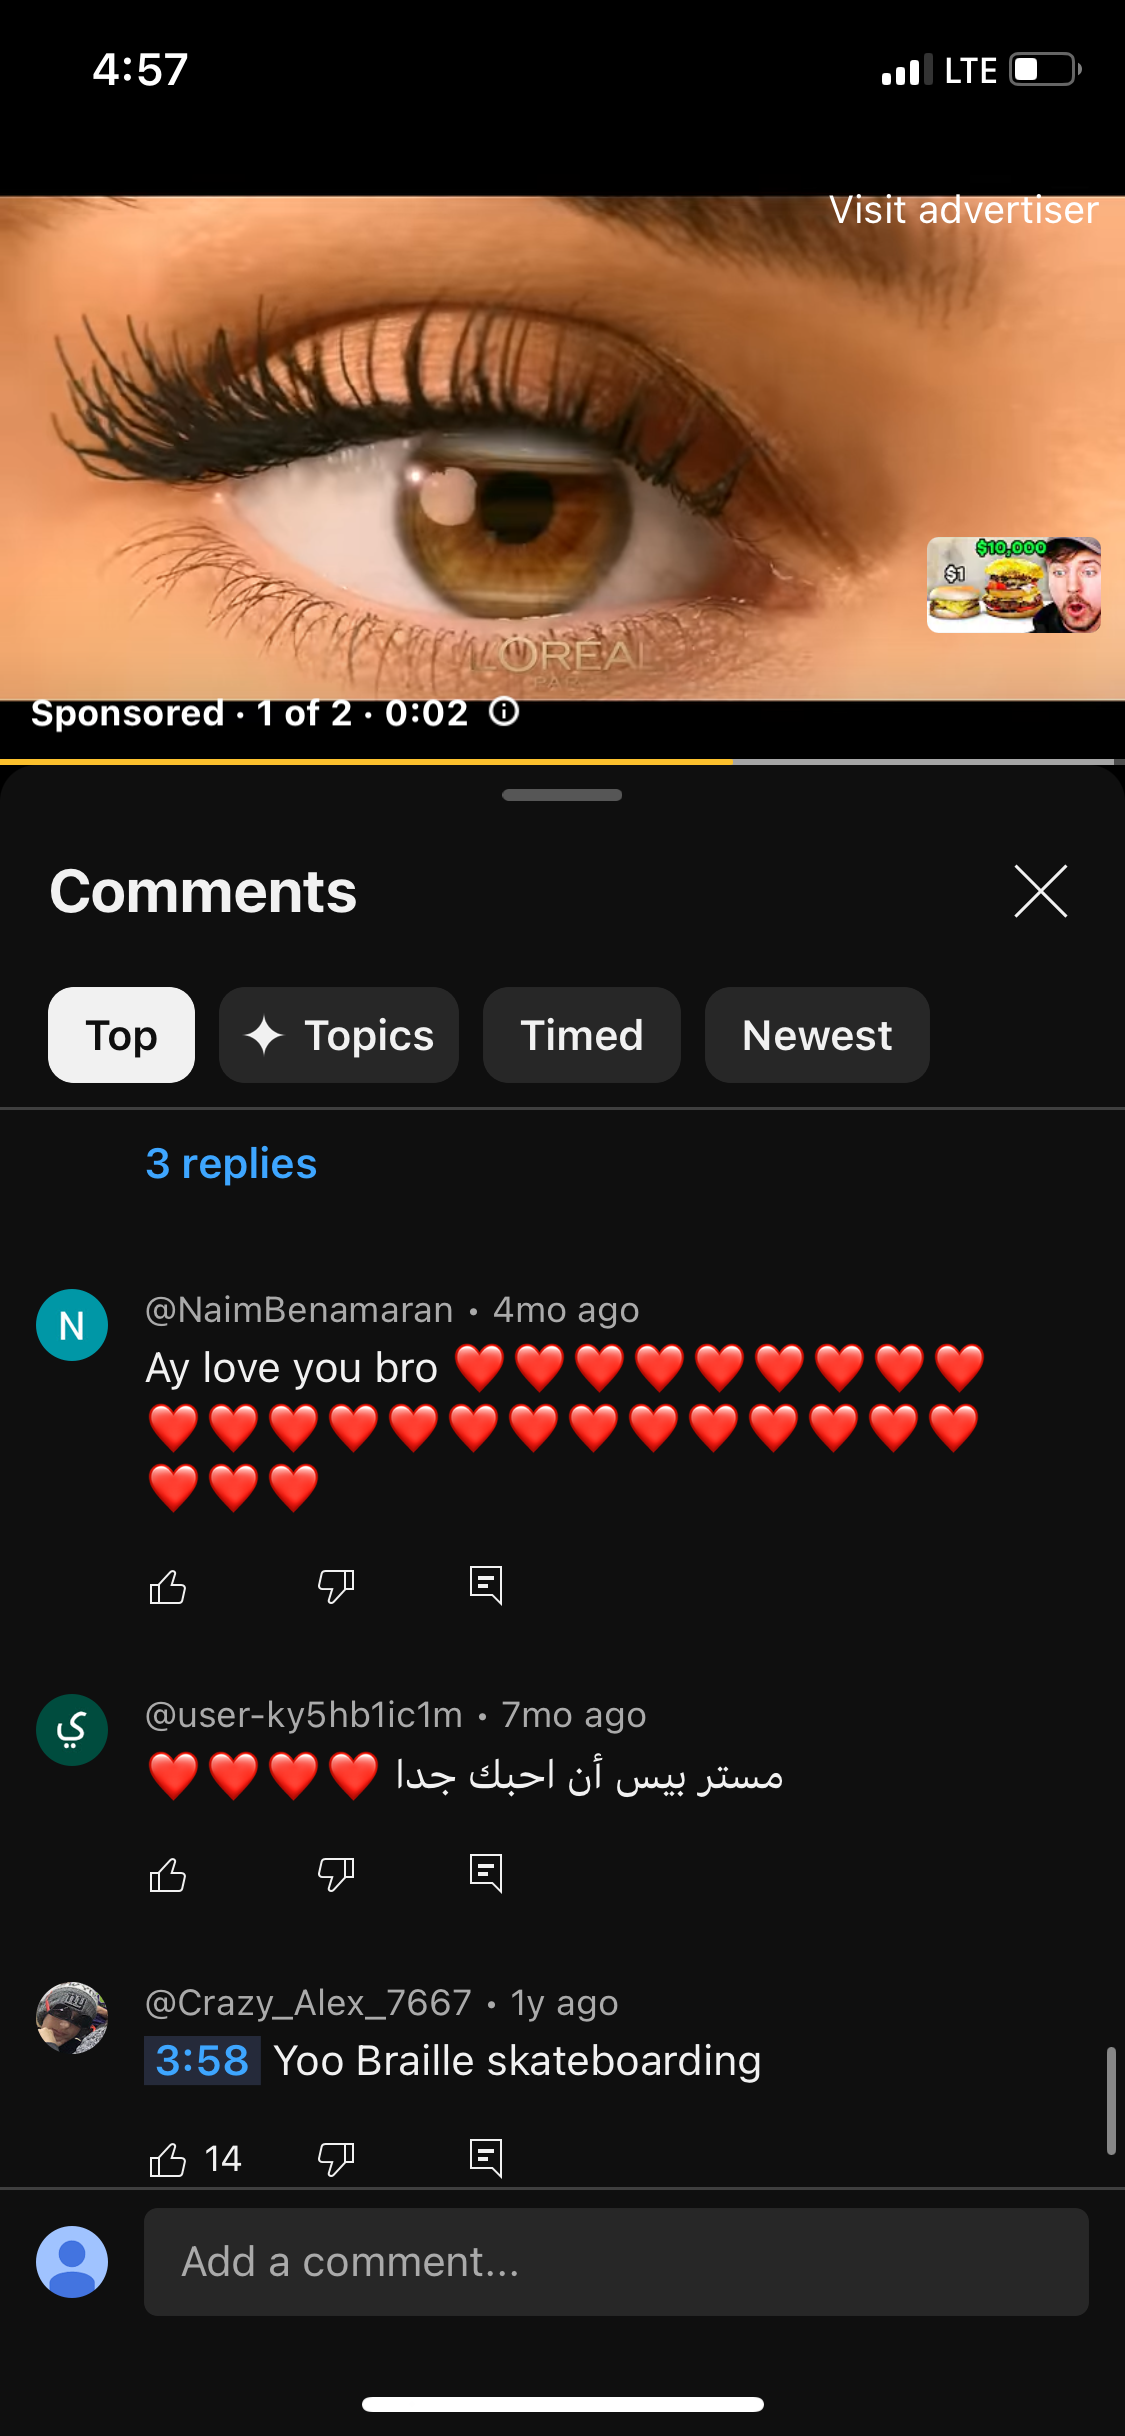 4:57
LTE
Visit advertiser
$10,000
$1
L'ORÉAL
PARIS
Sponsored · 1 of 2 · 0:02
Comments
Top
Topics
Timed
Newest
3 replies
N
@NaimBenamaran • 4mo ago
Ay love you bro ❤️❤️❤️❤️❤️❤️❤️❤️❤️
❤️❤️❤️❤️❤️❤️❤️❤️❤️❤️❤️❤️❤️❤️
❤️❤️❤️
ي
@user-ky5hb1ic1m • 7mo ago
مستر بيس أن احبك جدا ❤️❤️❤️❤️
@Crazy_Alex_7667 • 1y ago
3:58 Yoo Braille skateboarding
14
Add a comment...